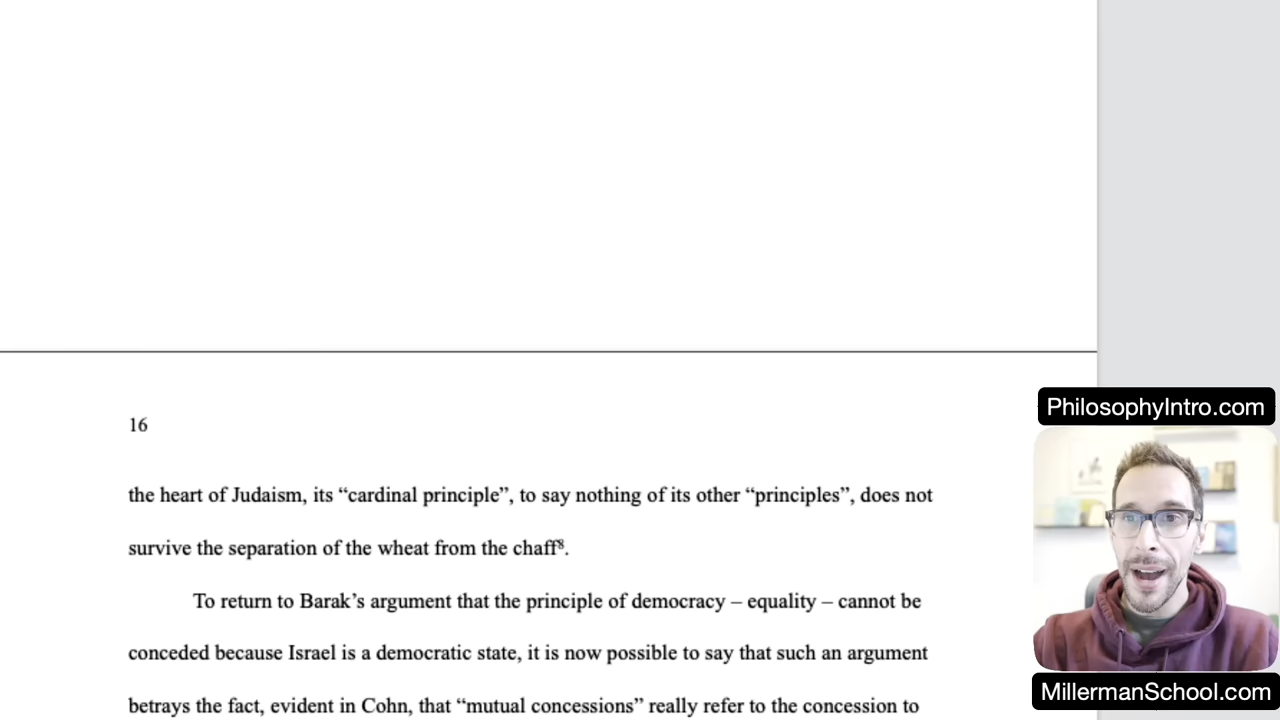 16
the heart of Judaism, its “cardinal principle”, to say nothing of its other “principles”, does not
survive the separation of the wheat from the chaff⁸.
To return to Barak’s argument that the principle of democracy – equality – cannot be
conceded because Israel is a democratic state, it is now possible to say that such an argument
betrays the fact, evident in Cohn, that “mutual concessions” really refer to the concession to
PhilosophyIntro.com
MillermanSchool.com